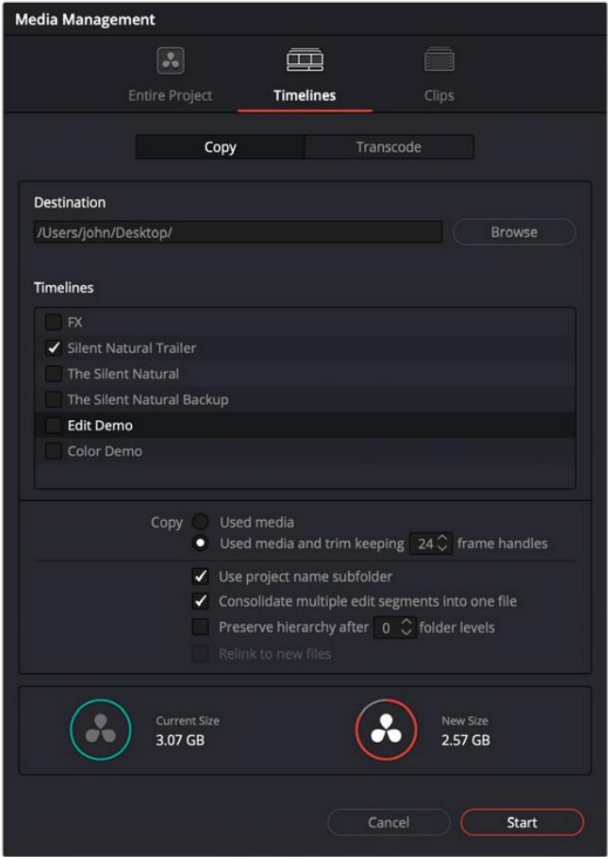 Media Management
Entire Project Timelines Clips
Copy Transcode
Destination
/Users/john/Desktop/ Browse
Timelines
FX
Silent Natural Trailer
The Silent Natural
The Silent Natural Backup
Edit Demo
Color Demo
Copy Used media
Used media and trim keeping 24 frame handles
Use project name subfolder
Consolidate multiple edit segments into one file
Preserve hierarchy after 0 folder levels
Relink to new files
Current Size New Size
3.07 GB 2.57 GB
Cancel Start